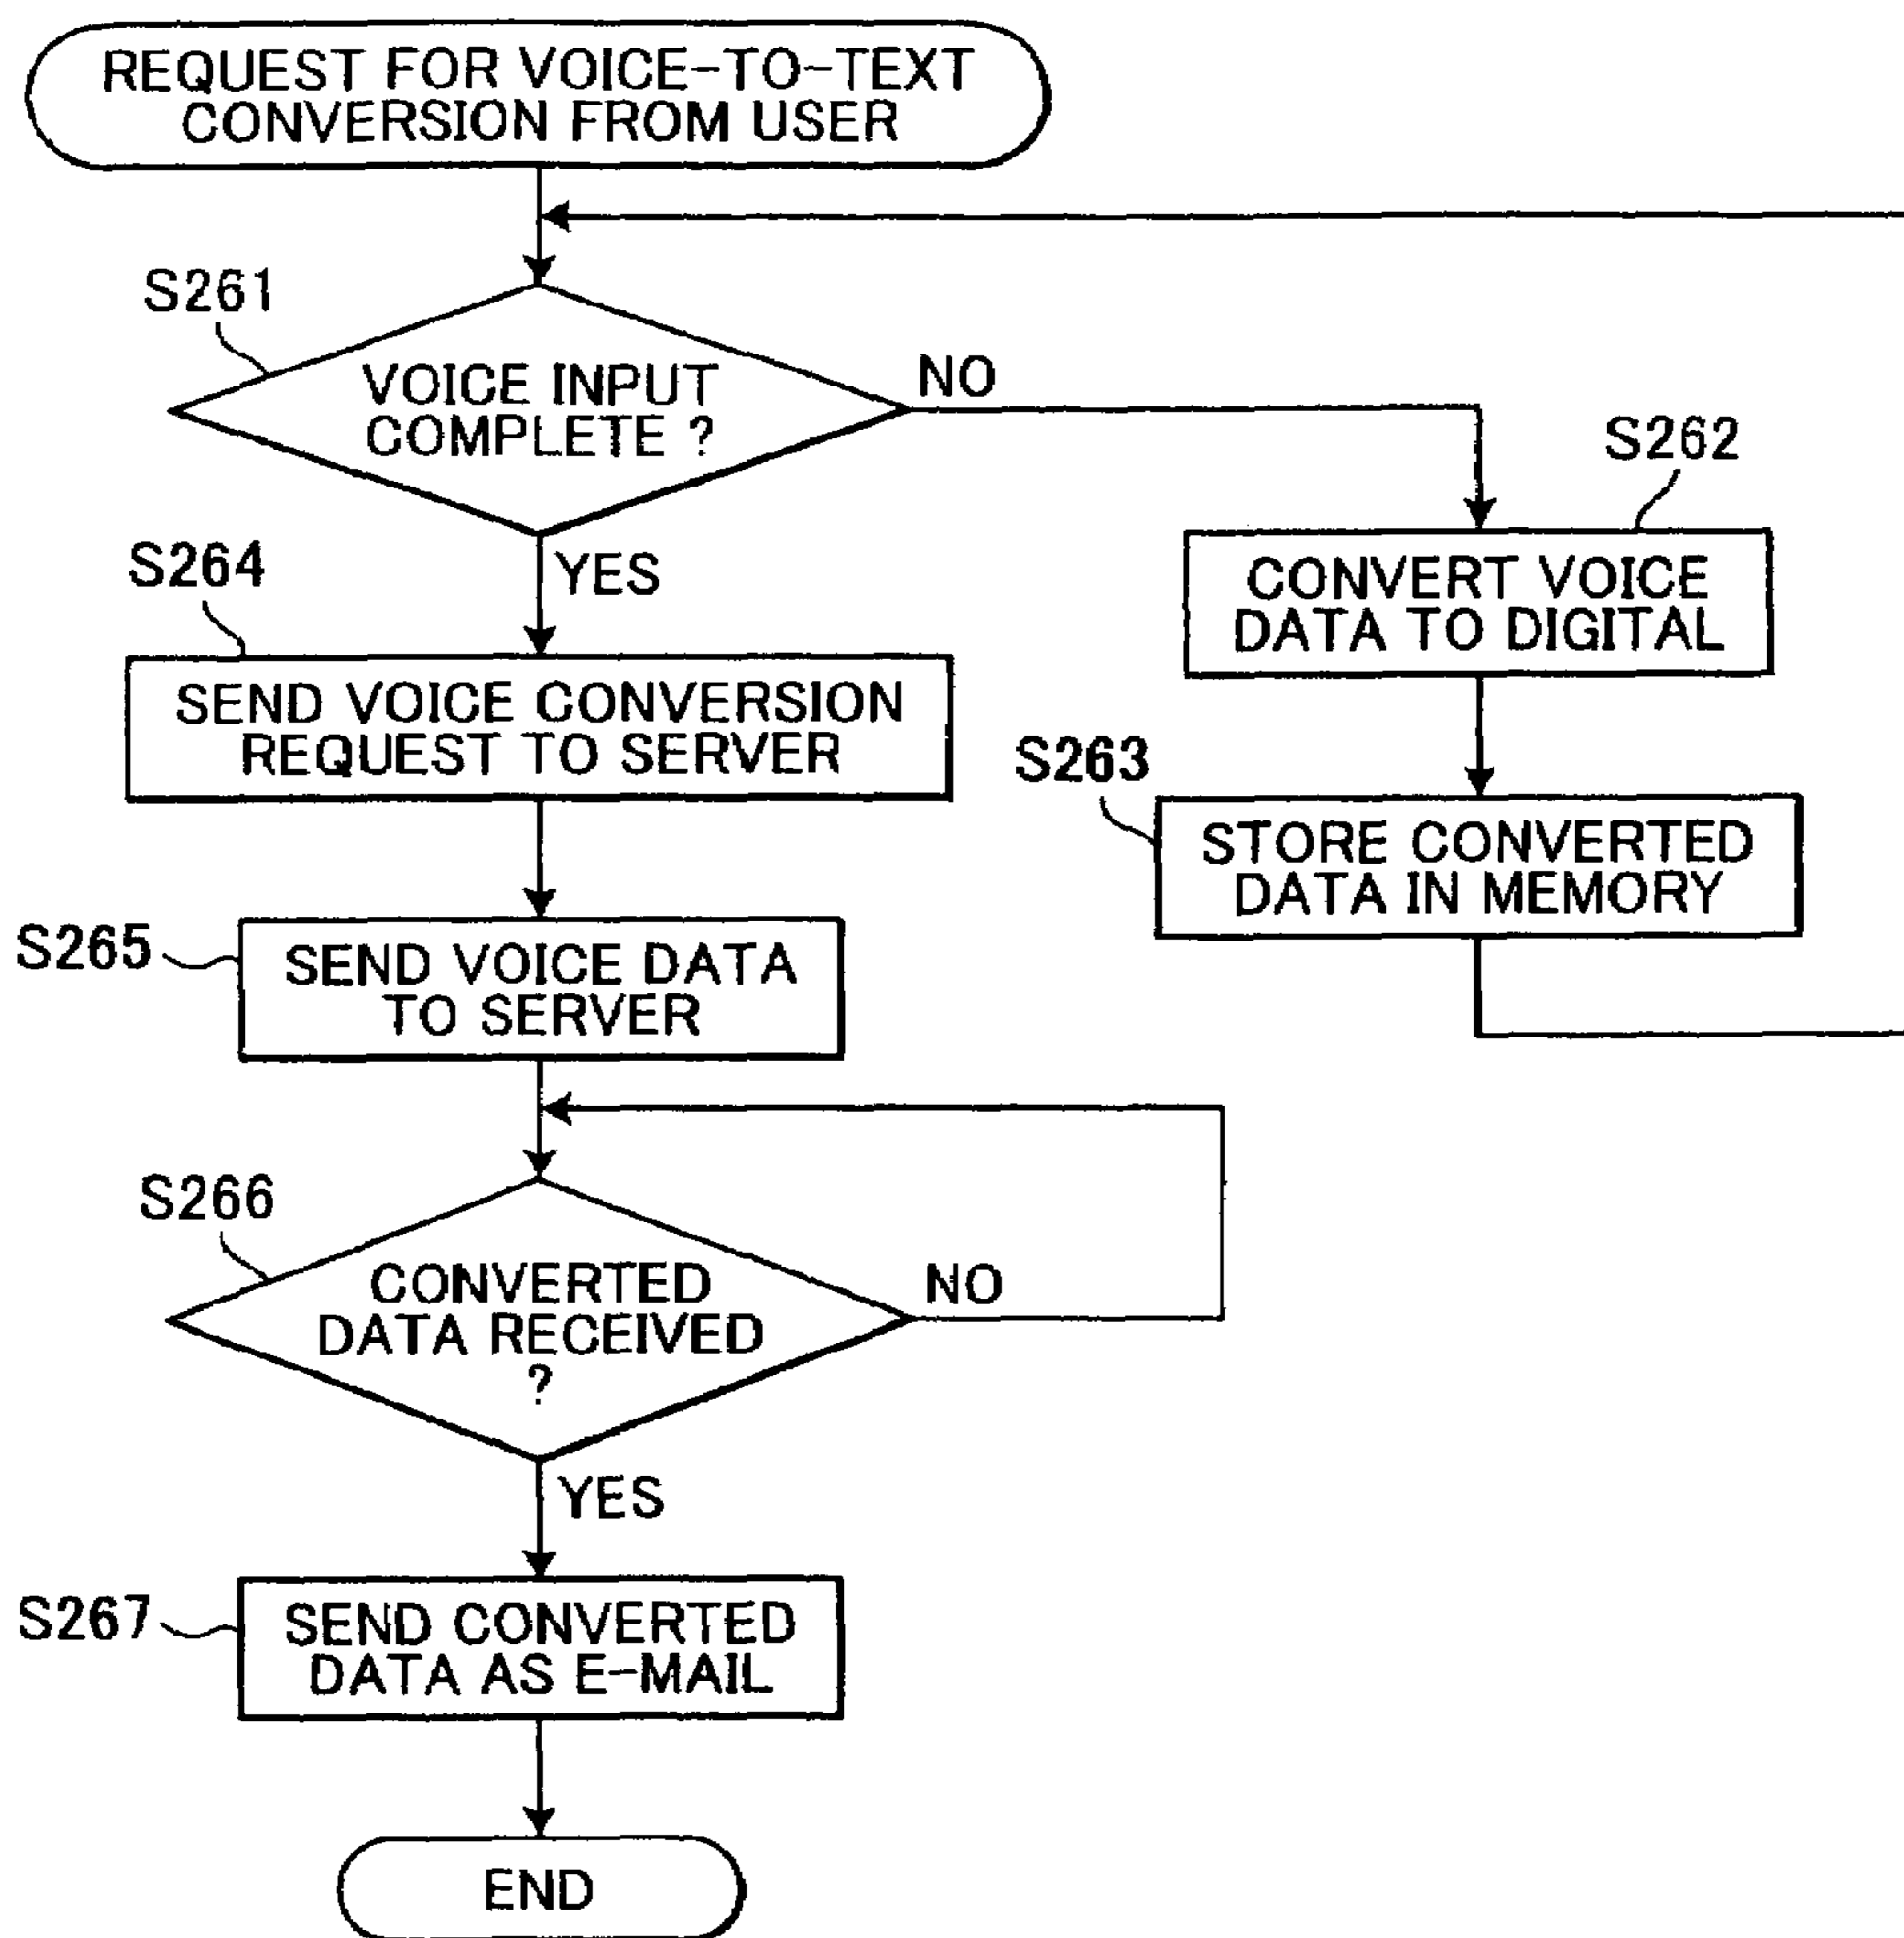 REQUEST FOR VOICE-TO-TEXT
CONVERSION FROM USER
S261
VOICE INPUT
COMPLETE ?
NO
S262
CONVERT VOICE
DATA TO DIGITAL
YES
S264
SEND VOICE CONVERSION
REQUEST TO SERVER
S263
STORE CONVERTED
DATA IN MEMORY
S265
SEND VOICE DATA
TO SERVER
S266
CONVERTED
DATA RECEIVED
?
NO
YES
S267
SEND CONVERTED
DATA AS E-MAIL
END